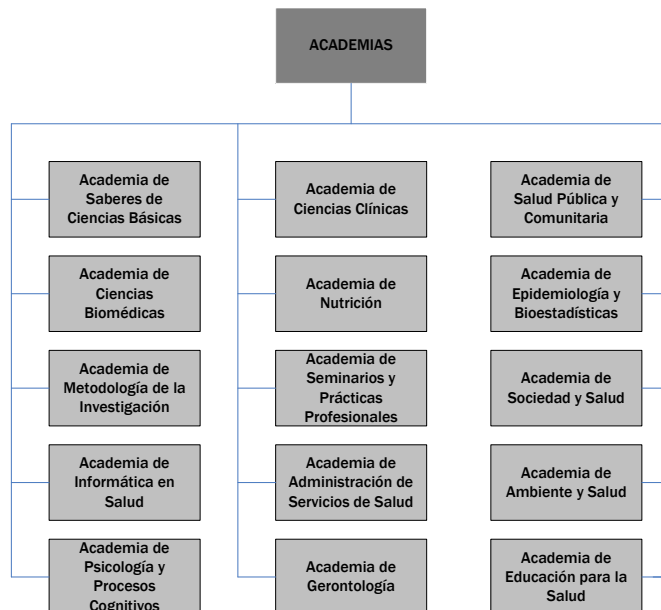 ACADEMIAS
Academia de
Saberes de
Ciencias Básicas
Academia de
Ciencias
Biomédicas
Academia de
Metodología de la
Investigación
Academia de
Informática en
Salud
Academia de
Psicología y
Procesos
Cognitivos
Academia de
Ciencias Clínicas
Academia de
Nutrición
Academia de
Seminarios y
Prácticas
Profesionales
Academia de
Administración de
Servicios de Salud
Academia de
Gerontología
Academia de
Salud Pública y
Comunitaria
Academia de
Epidemiología y
Bioestadísticas
Academia de
Sociedad y Salud
Academia de
Ambiente y Salud
Academia de
Educación para la
Salud